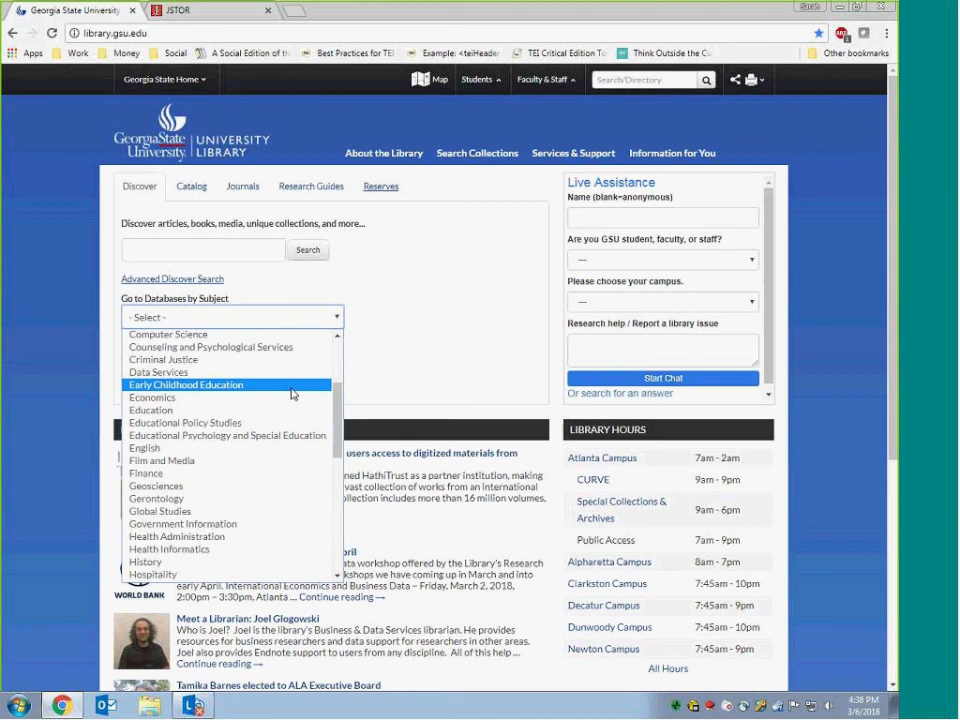 Georgia State University
JSTOR
Sarah
library.gsu.edu
Apps Work Money Social A Social Edition of th Best Practices for TEI Example: <teiHeader TEI Critical Edition To Think Outside the Co Other bookmarks
Georgia State Home Map Students Faculty & Staff Search/Directory
GeorgiaState University | UNIVERSITY LIBRARY
About the Library Search Collections Services & Support Information for You
Discover Catalog Journals Research Guides Reserves
Discover articles, books, media, unique collections, and more...
Search
Advanced Discover Search
Go to Databases by Subject
- Select -
Computer Science
Counseling and Psychological Services
Criminal Justice
Data Services
Early Childhood Education
Economics
Education
Educational Policy Studies
Educational Psychology and Special Education
English
Film and Media
Finance
Geosciences
Gerontology
Global Studies
Government Information
Health Administration
Health Informatics
History
Hospitality
Live Assistance
Name (blank=anonymous)
Are you GSU student, faculty, or staff?
---
Please choose your campus.
---
Research help / Report a library issue
Start Chat
Or search for an answer
users access to digitized materials from
ned HathiTrust as a partner institution, making
vast collection of works from an international
ollection includes more than 16 million volumes,
pril
ata workshop offered by the Library's Research
kshops we have coming up in March and into
early April. International Economics and Business Data – Friday, March 2, 2018,
2:00pm – 3:30pm, Atlanta ... Continue reading →
WORLD BANK
Meet a Librarian: Joel Glogowski
Who is Joel? Joel is the library's Business & Data Services librarian. He provides
resources for business researchers and data support for researchers in other areas.
Joel also provides Endnote support to users from any discipline. All of this help ...
Continue reading →
Tamika Barnes elected to ALA Executive Board
LIBRARY HOURS
Atlanta Campus 7am - 2am
CURVE 9am - 9pm
Special Collections & Archives 9am - 6pm
Public Access 7am - 9pm
Alpharetta Campus 8am - 7pm
Clarkston Campus 7:45am - 10pm
Decatur Campus 7:45am - 9pm
Dunwoody Campus 7:45am - 10pm
Newton Campus 7:45am - 9pm
All Hours
4:38 PM
3/6/2018